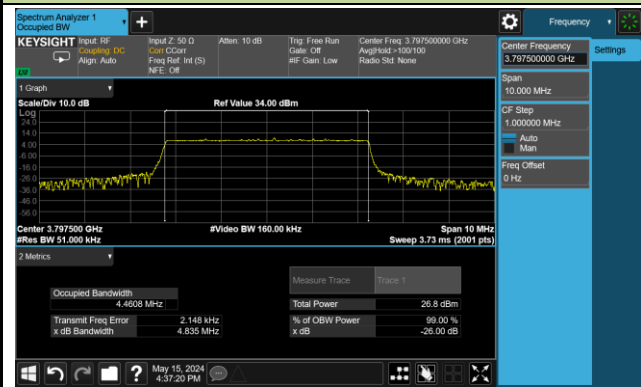 Spectrum Analyzer 1
Occupied BW
Frequency
KEYSIGHT
Input: RF
Coupling: DC
Align: Auto
Input Z: 50 Ω
Corr CCorr
Freq Ref: Int (S)
NFE: Off
Atten: 10 dB
Trig: Free Run
Gate: Off
#IF Gain: Low
Center Freq: 3.797500000 GHz
Avg|Hold:>100/100
Radio Std: None
Center Frequency
3.797500000 GHz
Settings
Span
10.000 MHz
CF Step
1.000000 MHz
Auto
Man
Freq Offset
0 Hz
1 Graph
Scale/Div 10.0 dB
Ref Value 34.00 dBm
Log
24.0
14.0
4.00
-6.00
-16.0
-26.0
-36.0
-46.0
-56.0
Center 3.797500 GHz
#Video BW 160.00 kHz
Span 10 MHz
#Res BW 51.000 kHz
Sweep 3.73 ms (2001 pts)
2 Metrics
Measure Trace
Trace 1
Occupied Bandwidth
4.4608 MHz
Total Power
26.8 dBm
Transmit Freq Error
2.148 kHz
% of OBW Power
99.00 %
x dB Bandwidth
4.835 MHz
x dB
-26.00 dB
?
May 15, 2024
4:37:20 PM